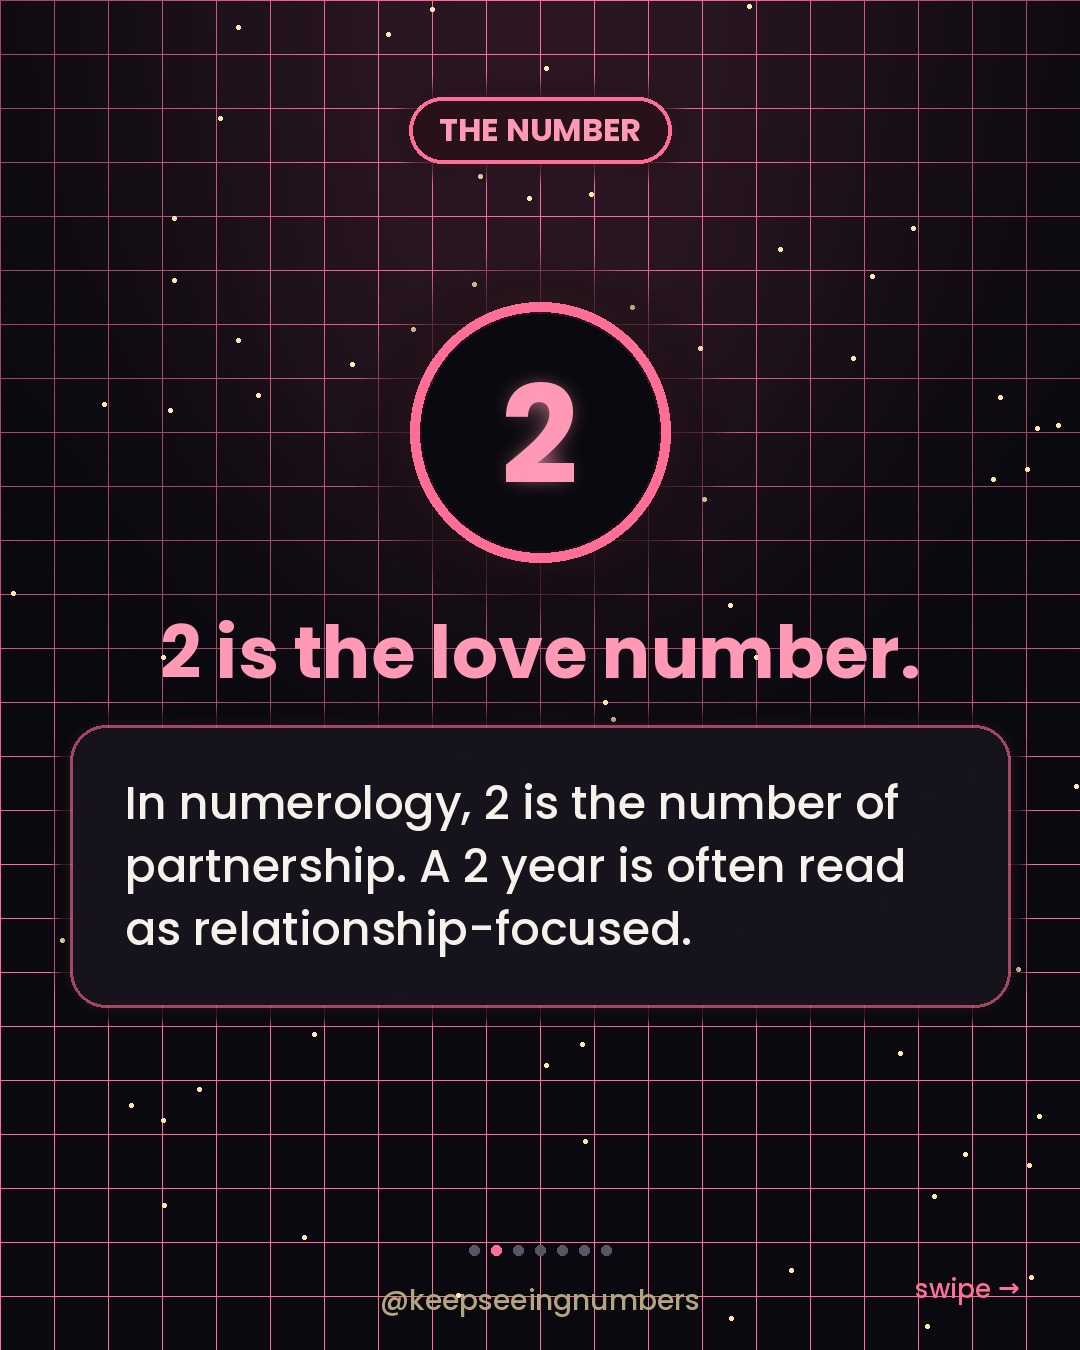 THE NUMBER
2
2 is the love number.
In numerology, 2 is the number of
partnership. A 2 year is often read
as relationship-focused.
@keepseeingnumbers
swipe →